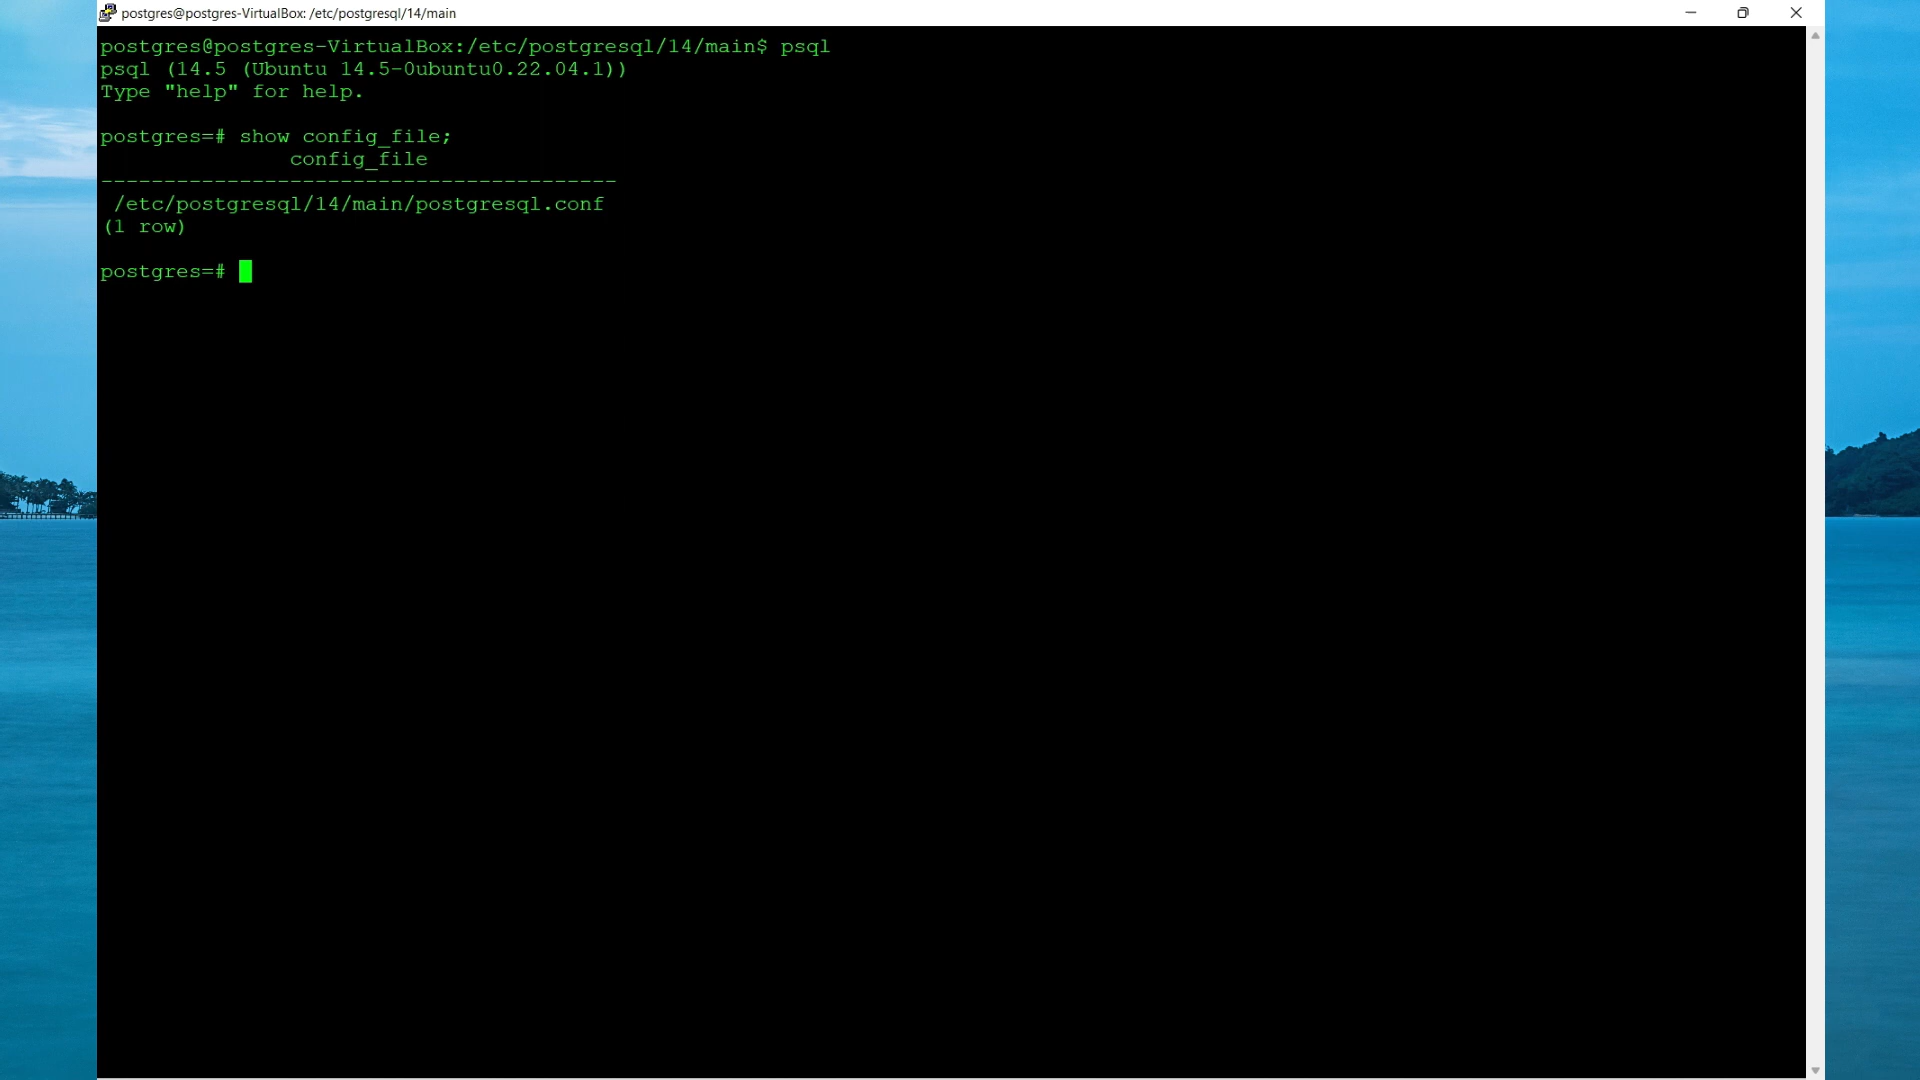 postgres@postgres-VirtualBox: /etc/postgresql/14/main
postgres@postgres-VirtualBox:/etc/postgresql/14/main$ psql
psql (14.5 (Ubuntu 14.5-0ubuntu0.22.04.1))
Type "help" for help.
postgres=# show config_file;
config_file
-----------------------------------------
/etc/postgresql/14/main/postgresql.conf
(1 row)
postgres=#